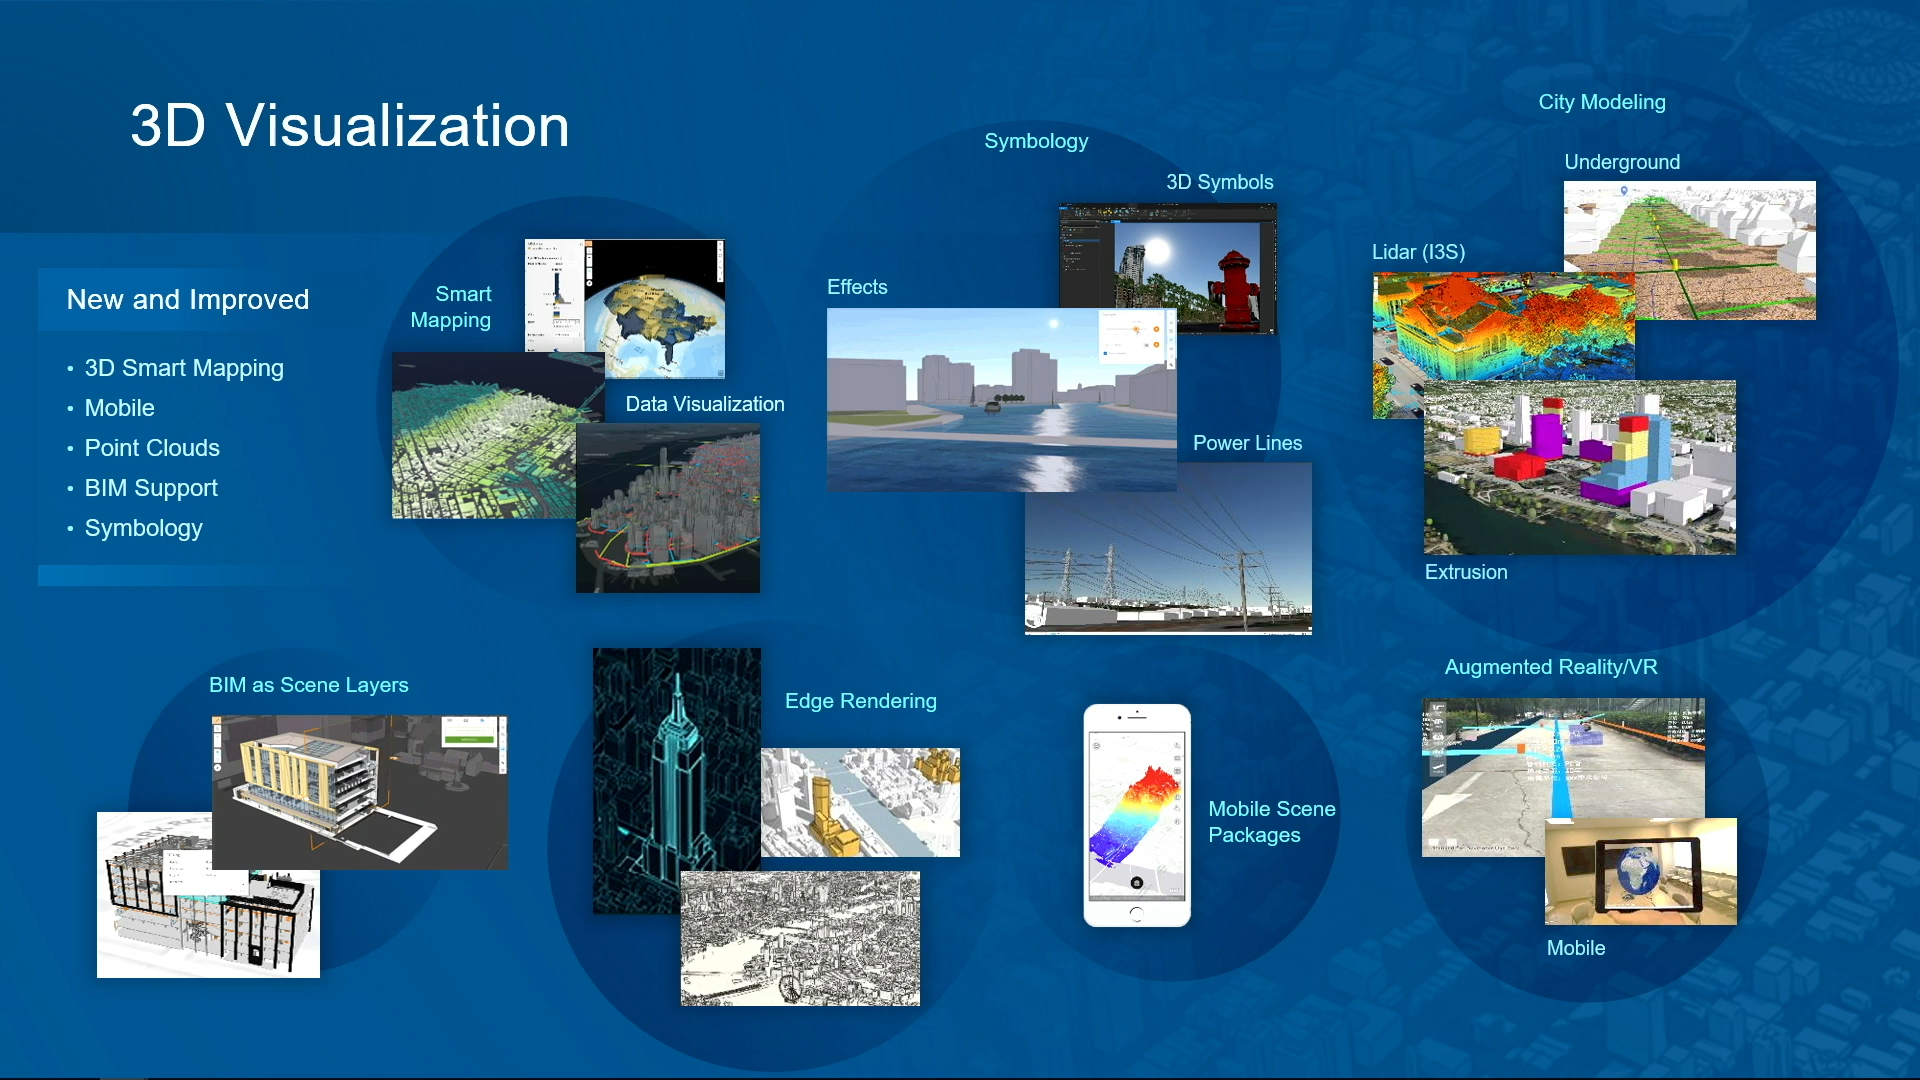 3D Visualization
New and Improved
• 3D Smart Mapping
• Mobile
• Point Clouds
• BIM Support
• Symbology
Smart
Mapping
Data Visualization
Symbology
3D Symbols
Effects
Power Lines
City Modeling
Underground
Lidar (I3S)
Extrusion
BIM as Scene Layers
Edge Rendering
Mobile Scene
Packages
Augmented Reality/VR
Mobile